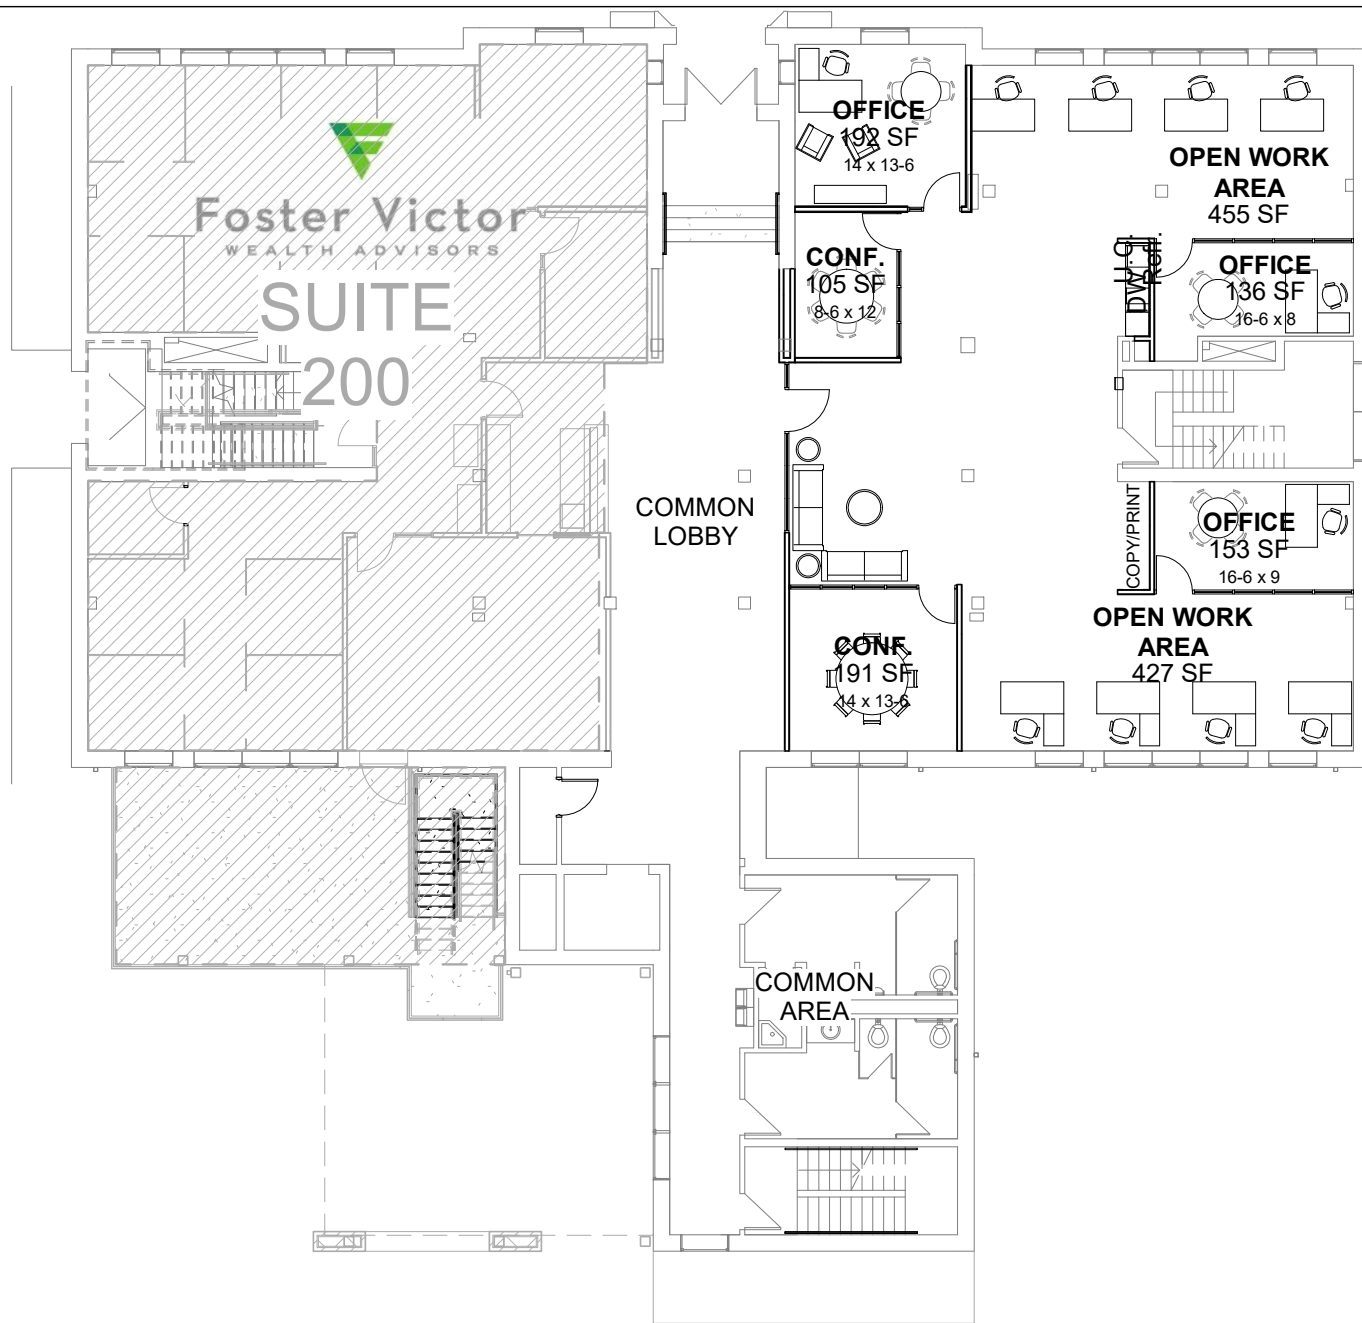 Foster Victor
WEALTH ADVISORS
SUITE
200
OFFICE
192 SF
14 x 13-6
OPEN WORK
AREA
455 SF
CONF.
105 SF
8-6 x 12
DW
OFFICE
136 SF
16-6 x 8
COMMON
LOBBY
COPY/PRINT
OFFICE
153 SF
16-6 x 9
OPEN WORK
AREA
427 SF
CONF.
191 SF
14 x 13-6
COMMON
AREA